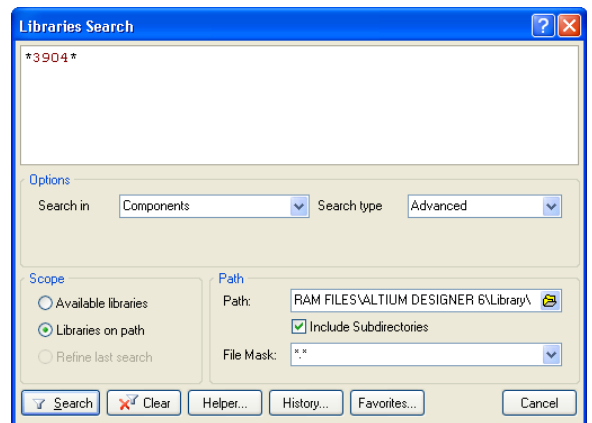 Libraries Search
*3904*
Options
Search in Components Search type Advanced
Scope Path
Available libraries Path: RAM FILES\ALTIUM DESIGNER 6\Library\
Libraries on path Include Subdirectories
Refine last search File Mask: *.*
Search Clear Helper... History... Favorites... Cancel